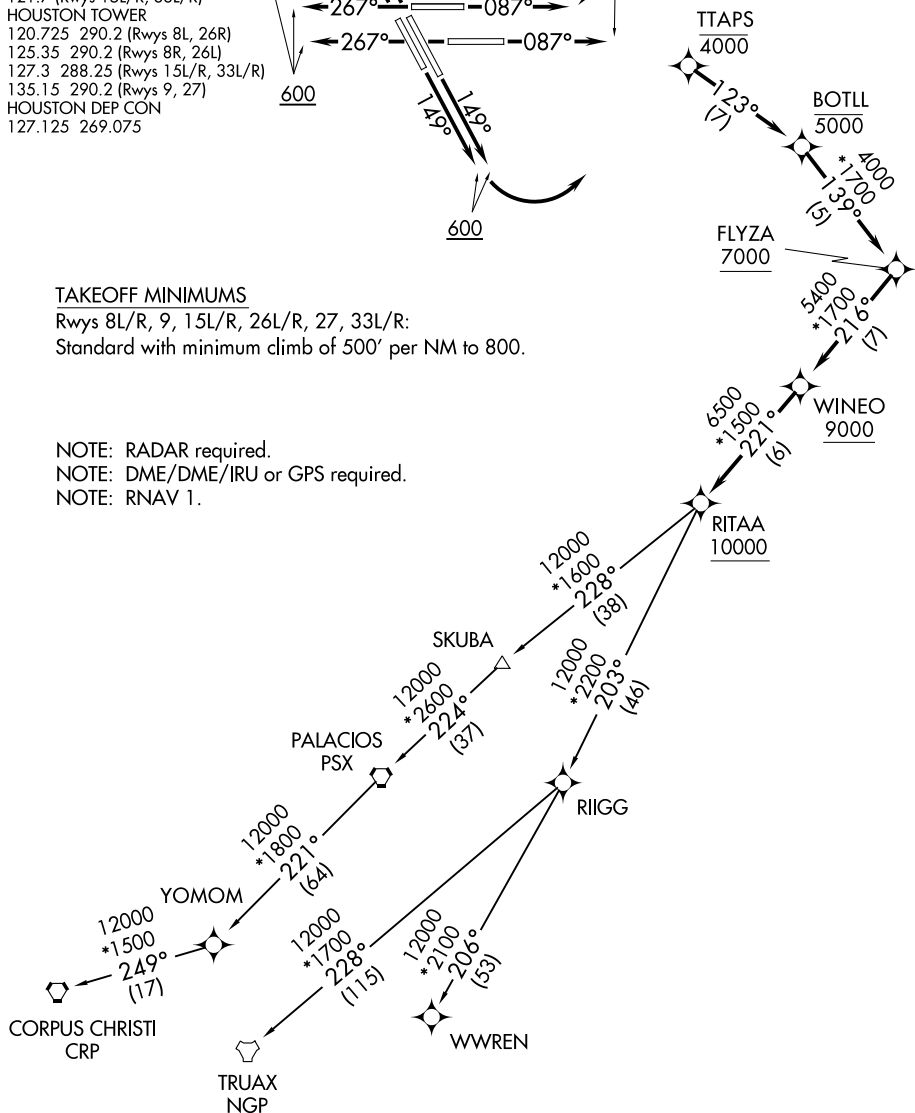 HOUSTON TOWER
120.725 290.2 (Rwys 8L, 26R)
125.35 290.2 (Rwys 8R, 26L)
127.3 288.25 (Rwys 15L/R, 33L/R)
135.15 290.2 (Rwys 9, 27)
HOUSTON DEP CON
127.125 269.075
267°
087°
267°
087°
600
149°
149°
600
TTAPS
4000
123°
(7)
BOTLL
5000
4000
*1700
139°
(5)
FLYZA
7000
5400
*1700
216°
(7)
WINEO
9000
6500
*1500
221°
(6)
RITAA
10000
TAKEOFF MINIMUMS
Rwys 8L/R, 9, 15L/R, 26L/R, 27, 33L/R:
Standard with minimum climb of 500' per NM to 800.
NOTE: RADAR required.
NOTE: DME/DME/IRU or GPS required.
NOTE: RNAV 1.
12000
*1600
228°
(38)
SKUBA
12000
*2200
203°
(46)
12000
*2600
224°
(37)
PALACIOS
PSX
RIIGG
12000
*1800
221°
(64)
YOMOM
12000
*1500
249°
(17)
CORPUS CHRISTI
CRP
12000
*1700
228°
(115)
TRUAX
NGP
12000
*2100
206°
(53)
WWREN